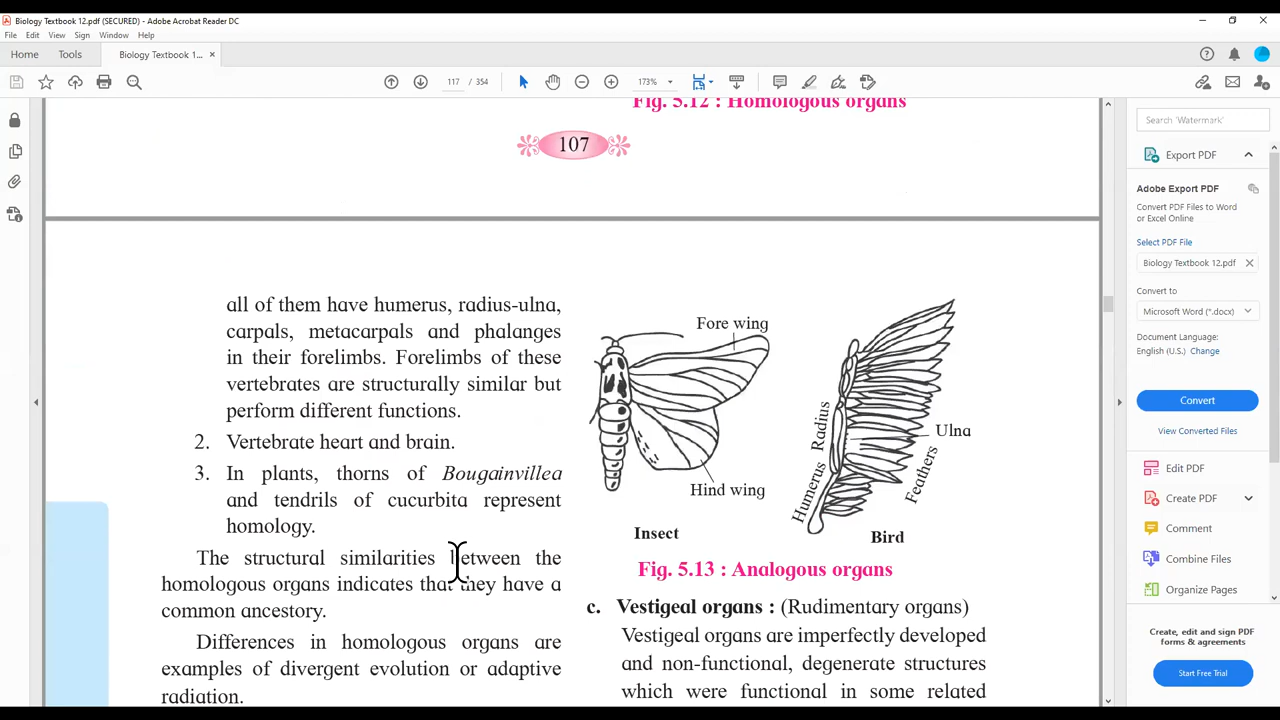 Biology Textbook 12.pdf (SECURED) - Adobe Acrobat Reader DC
File Edit View Sign Window Help
Home Tools Biology Textbook 1... ×
117 / 354 173%
Fig. 5.12 : Homologous organs
107
all of them have humerus, radius-ulna,
carpals, metacarpals and phalanges
in their forelimbs. Forelimbs of these
vertebrates are structurally similar but
perform different functions.
2. Vertebrate heart and brain.
3. In plants, thorns of Bougainvillea
and tendrils of cucurbita represent
homology.
The structural similarities between the
homologous organs indicates that they have a
common ancestory.
Differences in homologous organs are
examples of divergent evolution or adaptive
radiation.
Fore wing
Hind wing
Insect
Radius
Humerus
Ulna
Feathers
Bird
Fig. 5.13 : Analogous organs
c. Vestigeal organs : (Rudimentary organs)
Vestigeal organs are imperfectly developed
and non-functional, degenerate structures
which were functional in some related
Search 'Watermark'
Export PDF
Adobe Export PDF
Convert PDF Files to Word
or Excel Online
Select PDF File
Biology Textbook 12.pdf
Convert to
Microsoft Word (*.docx)
Document Language:
English (U.S.) Change
Convert
View Converted Files
Edit PDF
Create PDF
Comment
Combine Files
Organize Pages
Create, edit and sign PDF
forms & agreements
Start Free Trial